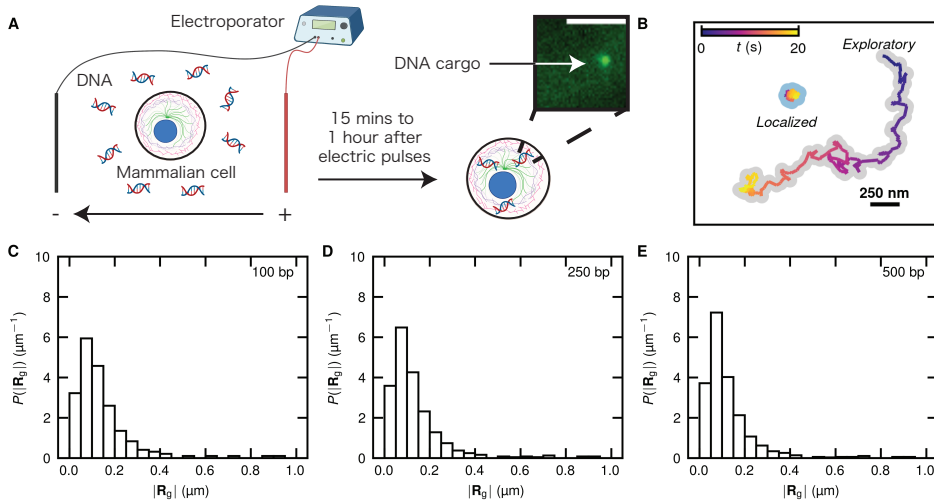 A
Electroporator
DNA
Mammalian cell
-
+
15 mins to
1 hour after
electric pulses
DNA cargo
B
0
t (s)
20
Exploratory
Localized
250 nm
C
100 bp
10
8
6
4
2
0
P(|Rg|) (μm−1)
0.0 0.2 0.4 0.6 0.8 1.0
|Rg| (μm)
D
250 bp
10
8
6
4
2
0
P(|Rg|) (μm−1)
0.0 0.2 0.4 0.6 0.8 1.0
|Rg| (μm)
E
500 bp
10
8
6
4
2
0
P(|Rg|) (μm−1)
0.0 0.2 0.4 0.6 0.8 1.0
|Rg| (μm)